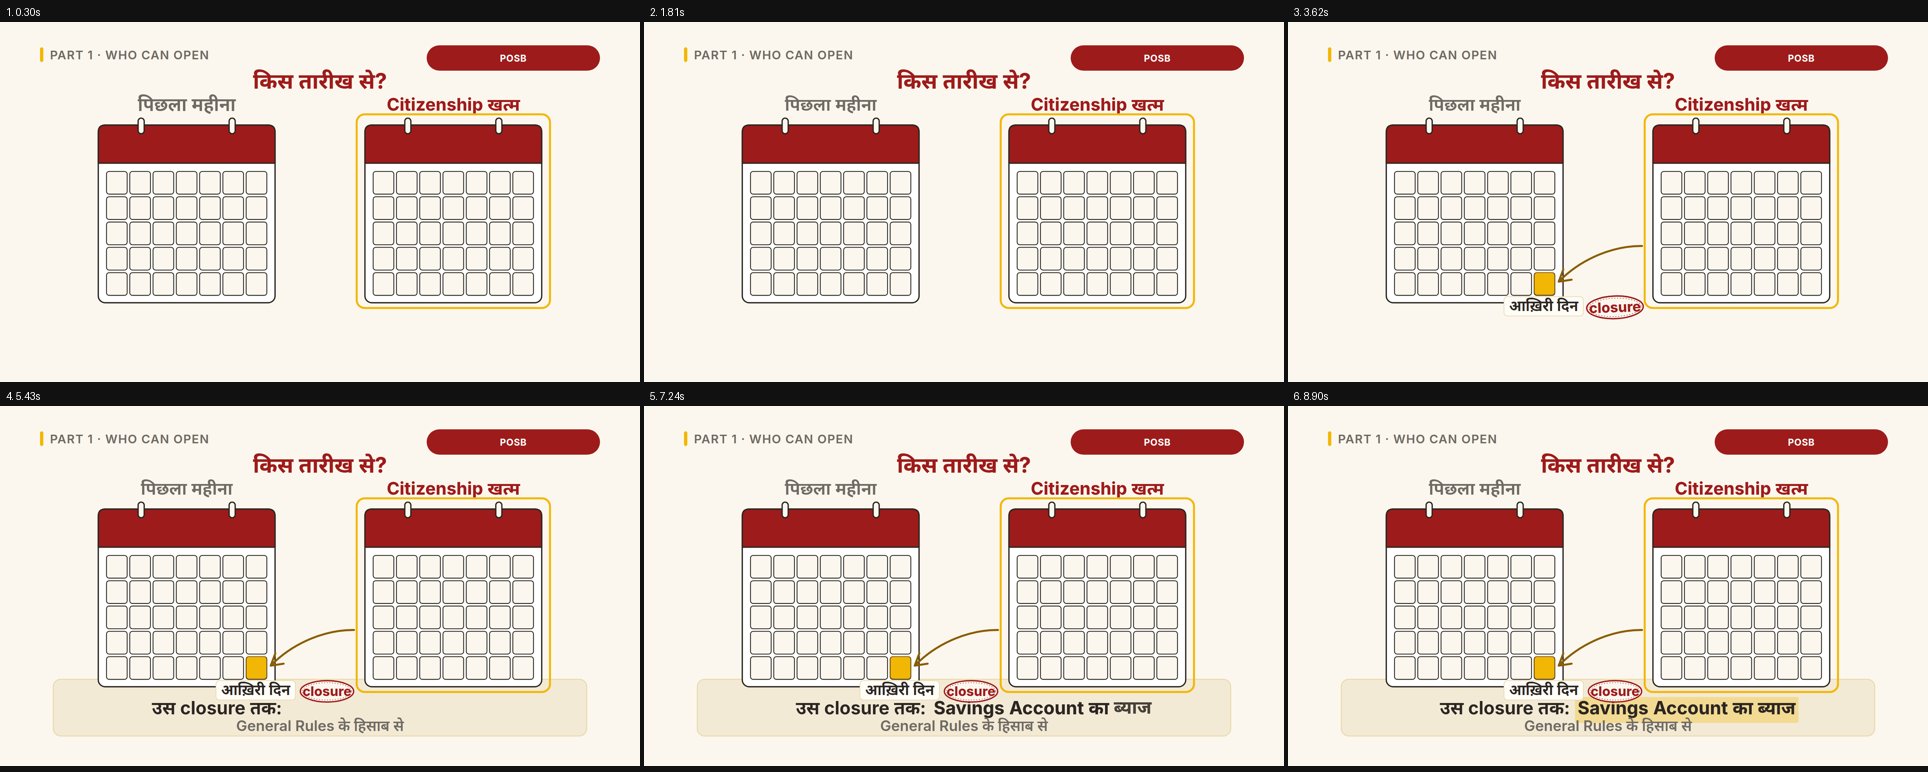 1. 0.30s
PART 1 · WHO CAN OPEN
POSB
किस तारीख से?
पिछला महीना
Citizenship खत्म
2. 1.81s
PART 1 · WHO CAN OPEN
POSB
किस तारीख से?
पिछला महीना
Citizenship खत्म
3. 3.62s
PART 1 · WHO CAN OPEN
POSB
किस तारीख से?
पिछला महीना
Citizenship खत्म
आख़िरी दिन
closure
4. 5.43s
PART 1 · WHO CAN OPEN
POSB
किस तारीख से?
पिछला महीना
Citizenship खत्म
आख़िरी दिन
closure
उस closure तक:
General Rules के हिसाब से
5. 7.24s
PART 1 · WHO CAN OPEN
POSB
किस तारीख से?
पिछला महीना
Citizenship खत्म
आख़िरी दिन
closure
उस closure तक: Savings Account का ब्याज
General Rules के हिसाब से
6. 8.90s
PART 1 · WHO CAN OPEN
POSB
किस तारीख से?
पिछला महीना
Citizenship खत्म
आख़िरी दिन
closure
उस closure तक: Savings Account का ब्याज
General Rules के हिसाब से